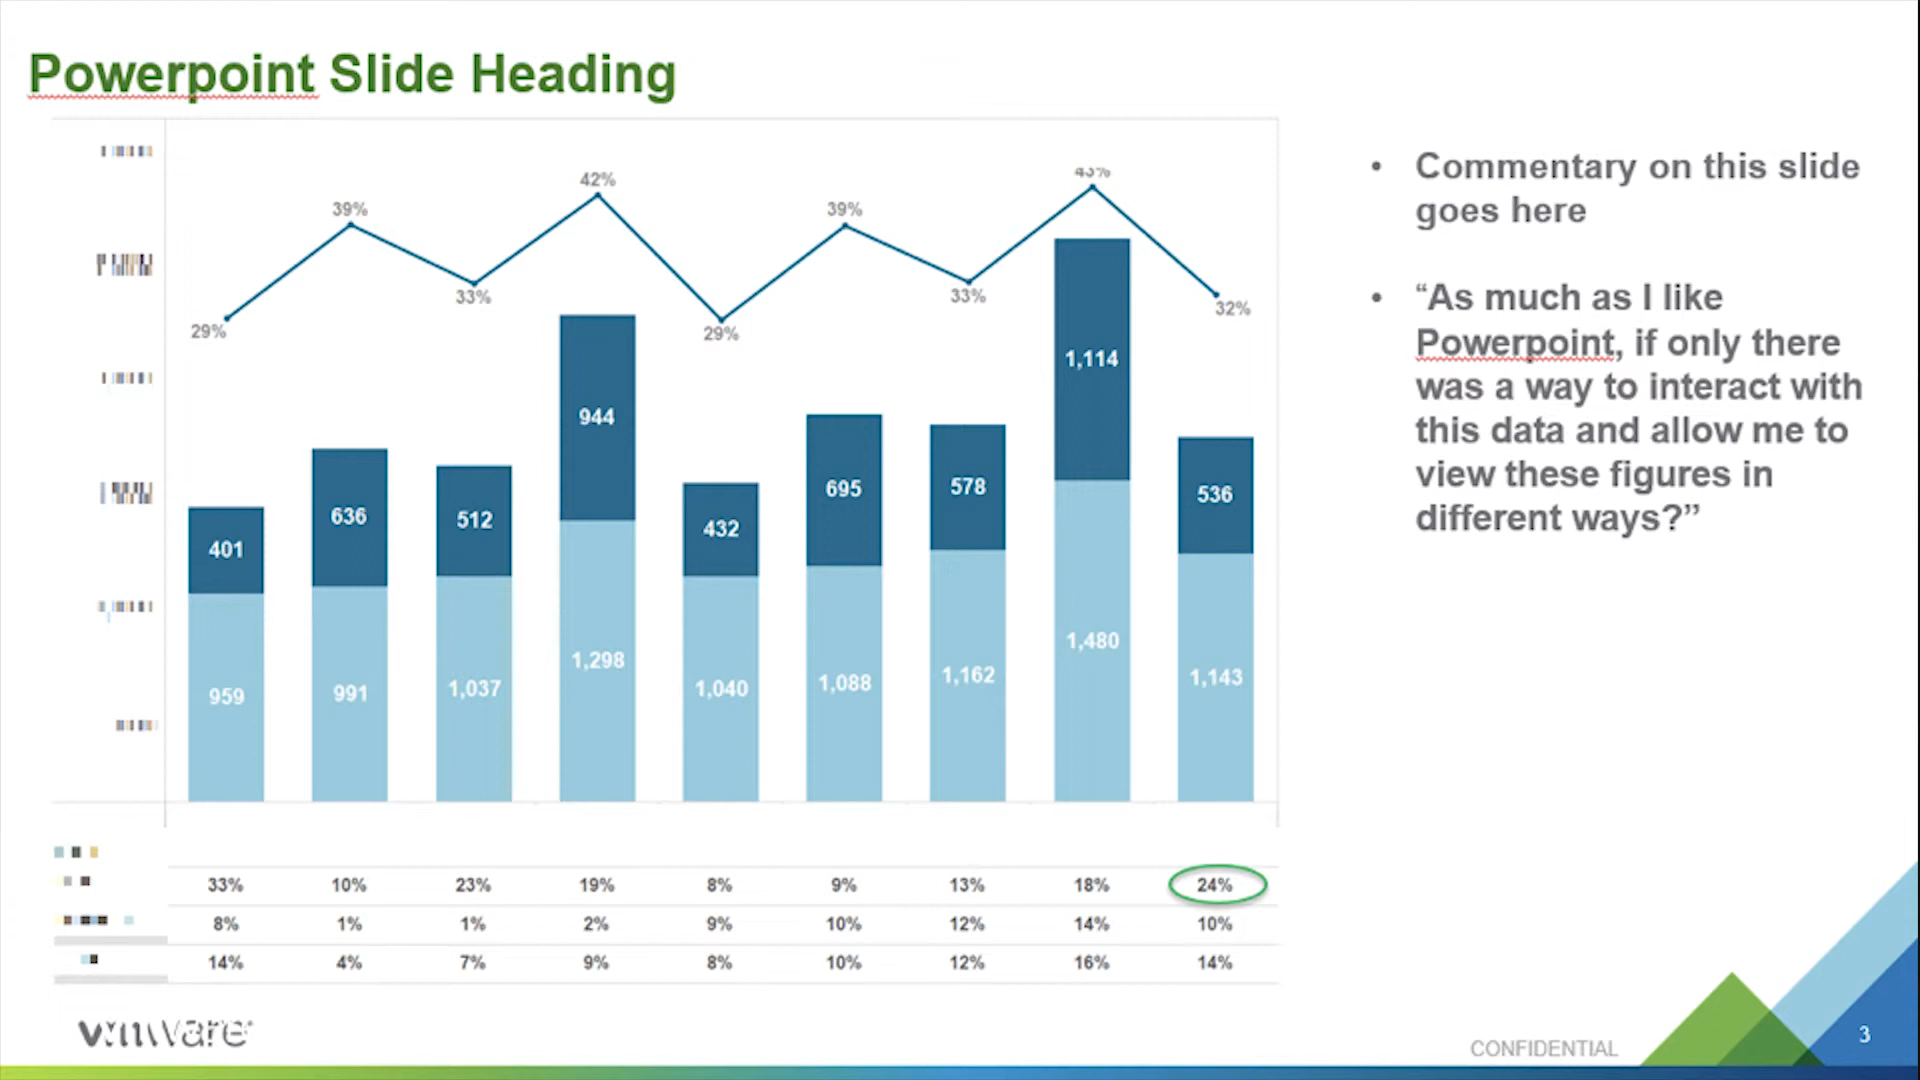 Powerpoint Slide Heading
42%
43%
39%
39%
33%
33%
29%
29%
32%
401
636
512
944
432
695
578
1,114
536
959
991
1,037
1,298
1,040
1,088
1,162
1,480
1,143
33% 10% 23% 19% 8% 9% 13% 18% 24%
8% 1% 1% 2% 9% 10% 12% 14% 10%
14% 4% 7% 9% 8% 10% 12% 16% 14%
• Commentary on this slide
goes here
• “As much as I like
Powerpoint, if only there
was a way to interact with
this data and allow me to
view these figures in
different ways?”
vmware
CONFIDENTIAL
3